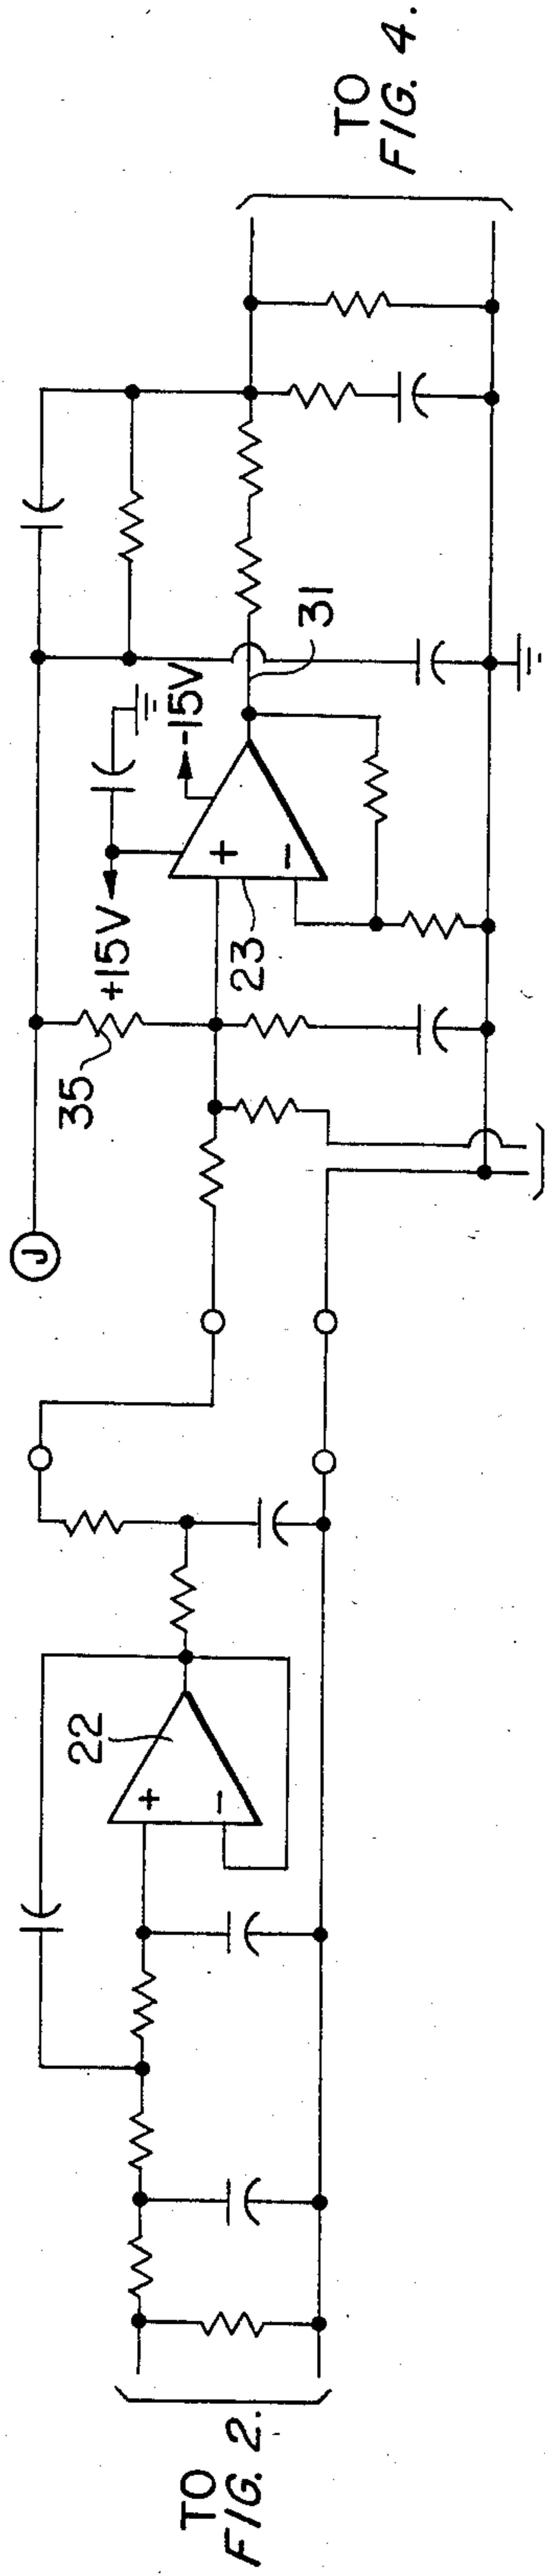 TO
FIG. 2.
22
+
-
J
35
+15V
-15V
23
+
-
31
TO
FIG. 4.